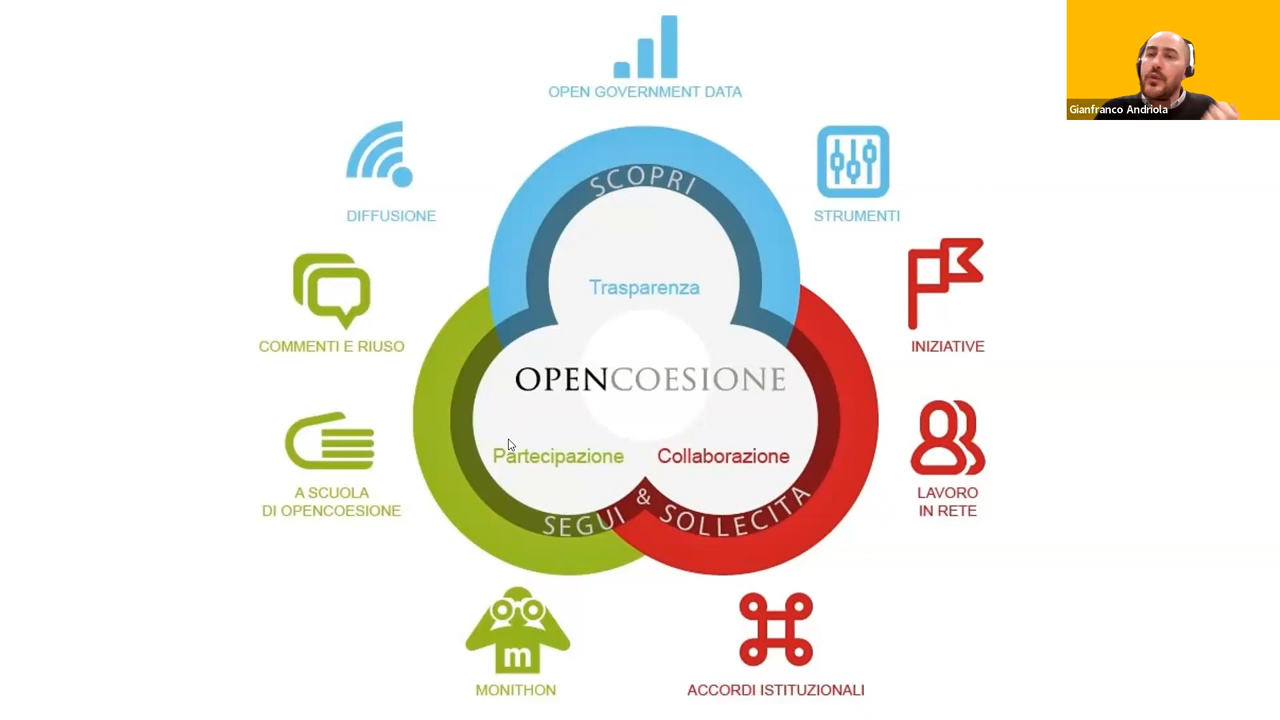 OPEN GOVERNMENT DATA
Gianfranco Andriola
DIFFUSIONE
SCOPRI
STRUMENTI
Trasparenza
COMMENTI E RIUSO
INIZIATIVE
OPENCOESIONE
Partecipazione
Collaborazione
A SCUOLA
DI OPENCOESIONE
SEGUI & SOLLECITA
LAVORO
IN RETE
m
MONITHON
ACCORDI ISTITUZIONALI